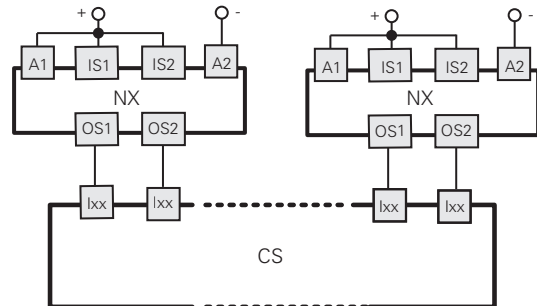 + - + -
A1 IS1 IS2 A2 A1 IS1 IS2 A2
NX NX
OS1 OS2 OS1 OS2
Ixx Ixx Ixx Ixx
CS